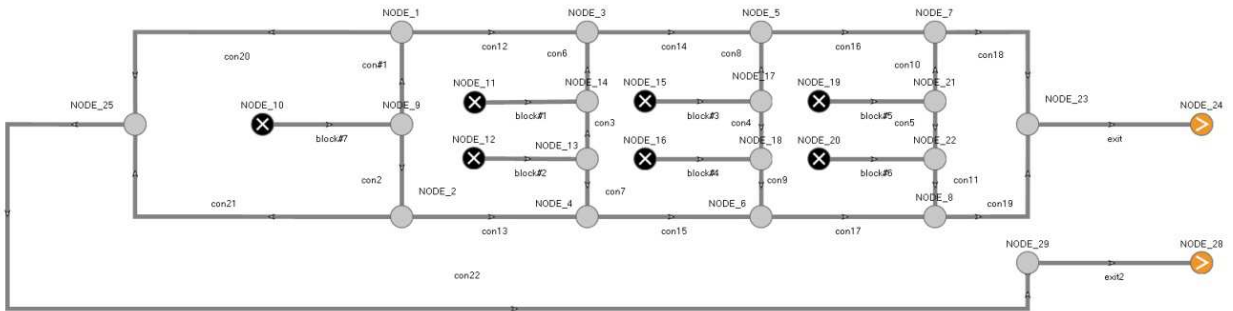 NODE_1
NODE_3
NODE_5
NODE_7
con20
con#1
con12
con6
con14
con8
con16
con10
con18
NODE_25
NODE_10
NODE_9
NODE_11
NODE_14
NODE_15
NODE_17
NODE_19
NODE_21
NODE_23
NODE_24
block#7
block#1
con3
block#3
con4
block#5
con5
exit
NODE_12
NODE_13
NODE_16
NODE_18
NODE_20
NODE_22
con2
block#2
con7
block#4
con9
block#6
con11
NODE_2
NODE_4
NODE_6
NODE_8
con21
con13
con15
con17
con19
NODE_29
NODE_28
con22
exit2